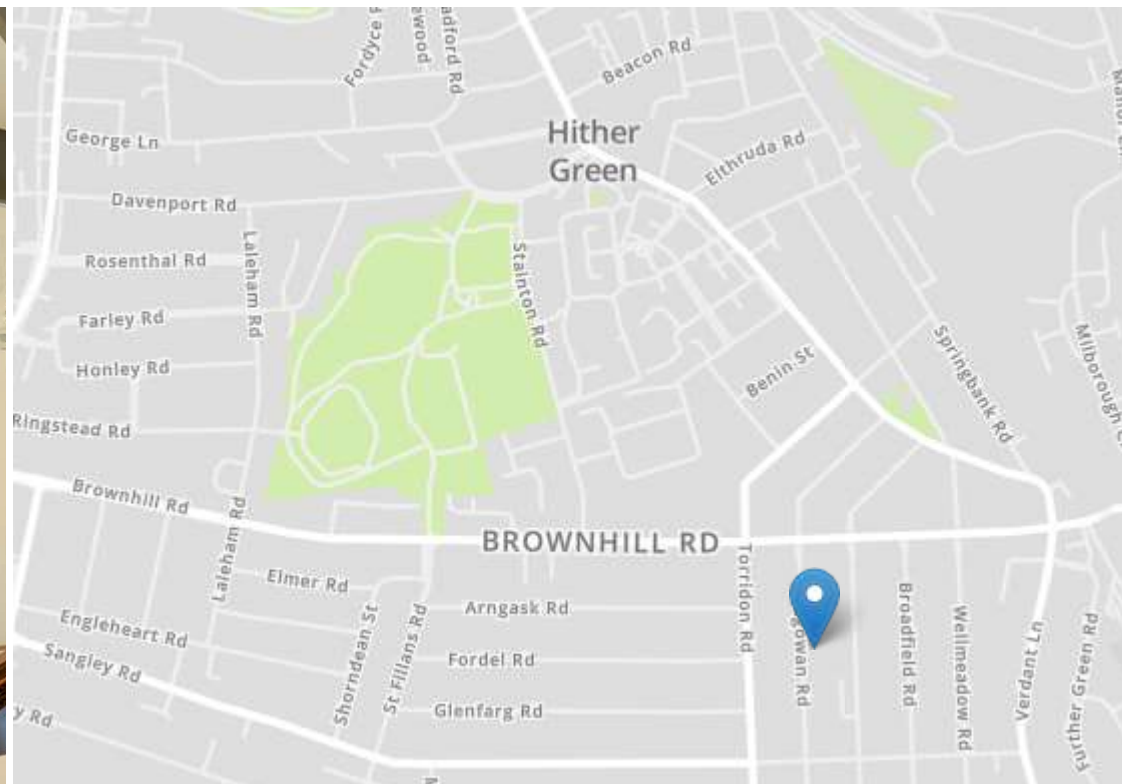 Beacon Rd
George Ln
Hither
Green
Elthruda Rd
Davenport Rd
Rosenthal Rd
Laleham Rd
Stainton Rd
Farley Rd
Honley Rd
Springbank Rd
Benin St
Ringstead Rd
Brownhill Rd
Laleham Rd
BROWNHILL RD
Torridon Rd
Elmer Rd
Arngask Rd
Engleheart Rd
Shorndean St
St Fillans Rd
Fordel Rd
Broadfield Rd
Wellmeadow Rd
Verdant Ln
Further Green Rd
Sangley Rd
Glenfarg Rd
Rd